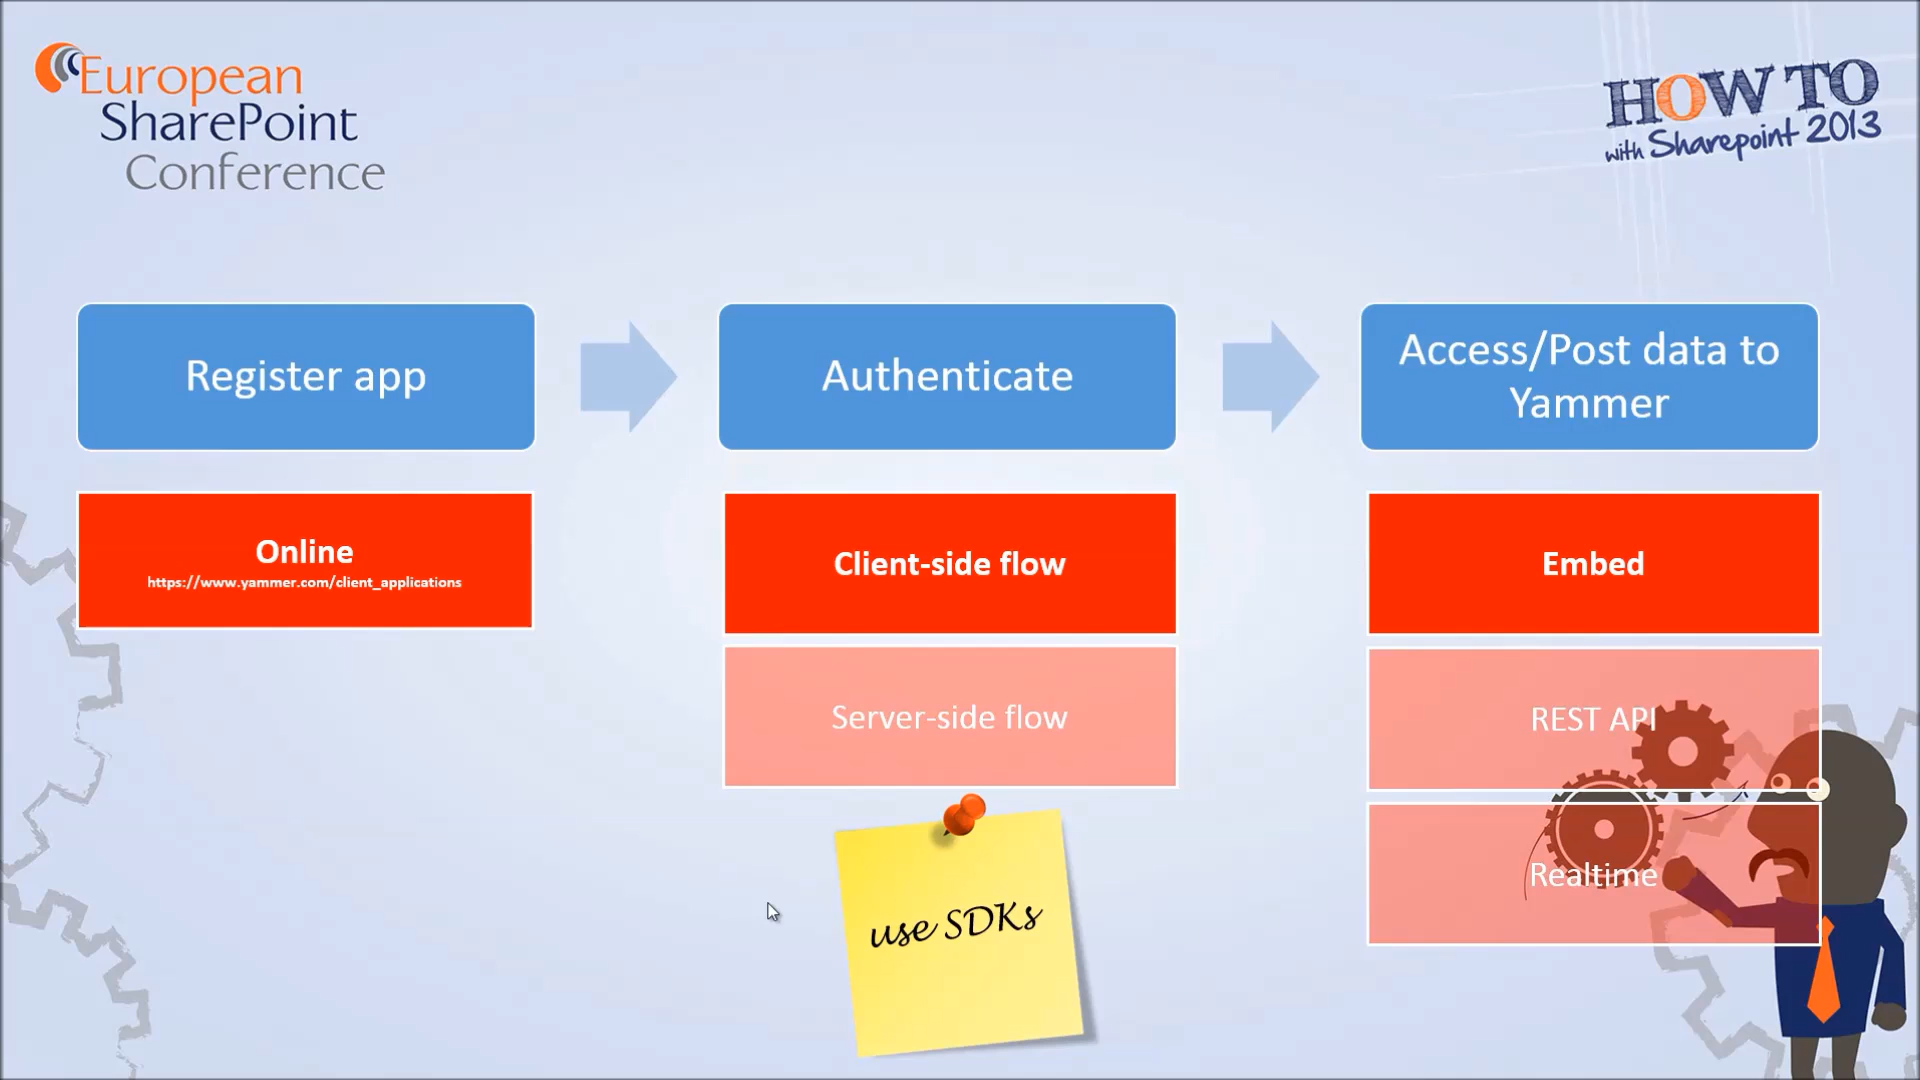 European
SharePoint
Conference
HOW TO
with Sharepoint 2013
Register app
Authenticate
Access/Post data to
Yammer
Online
https://www.yammer.com/client_applications
Client-side flow
Embed
Server-side flow
REST API
Realtime
use SDKs